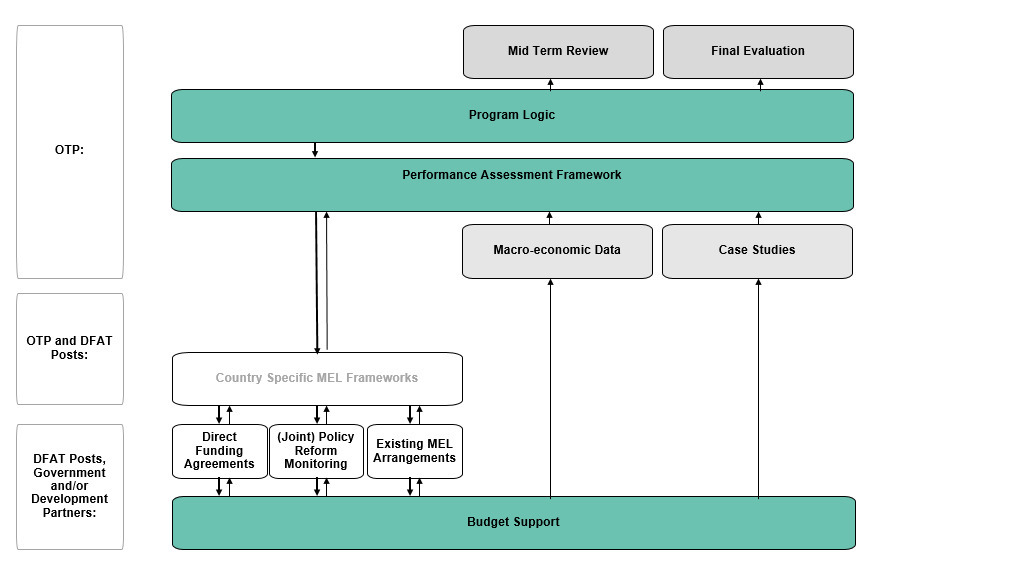 Mid Term Review
Final Evaluation
Program Logic
OTP:
Performance Assessment Framework
Macro-economic Data
Case Studies
OTP and DFAT
Posts:
Country Specific MEL Frameworks
DFAT Posts,
Government
and/or
Development
Partners:
Direct
Funding
Agreements
(Joint) Policy
Reform
Monitoring
Existing MEL
Arrangements
Budget Support